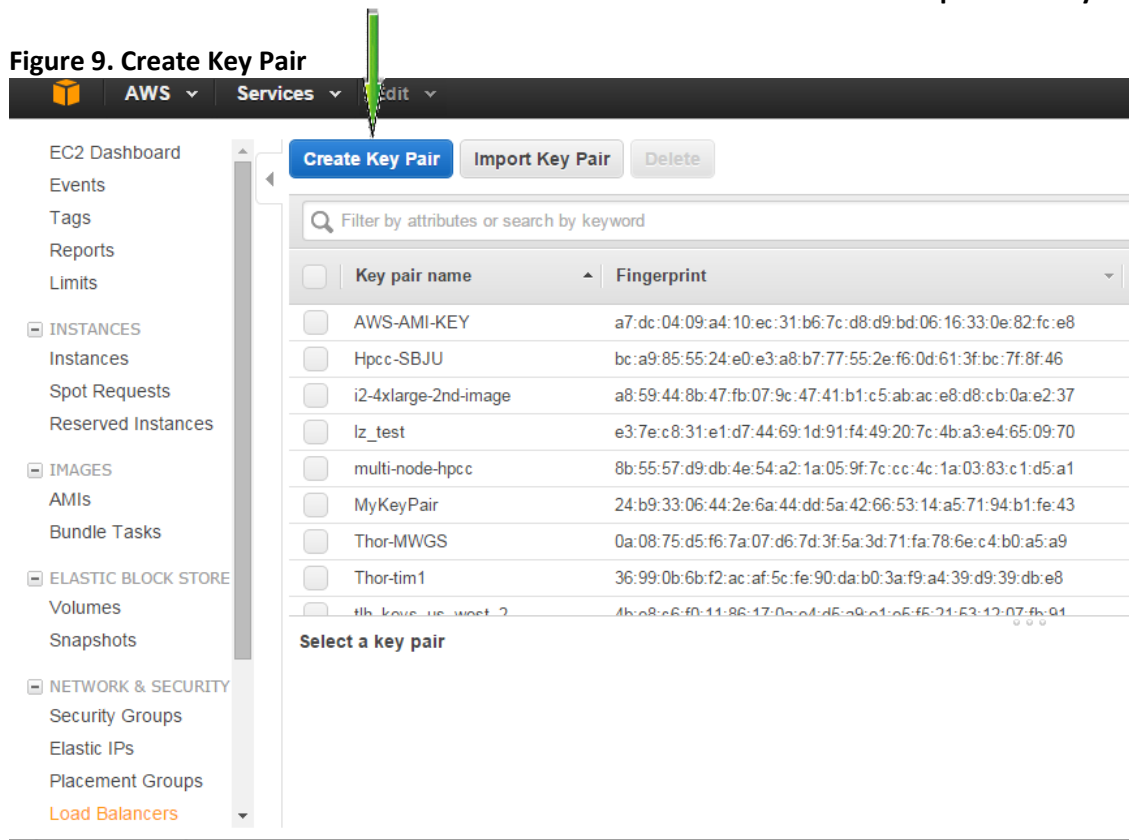 Figure 9. Create Key Pair
AWS Services Edit
EC2 Dashboard
Events
Tags
Reports
Limits
INSTANCES
Instances
Spot Requests
Reserved Instances
IMAGES
AMIs
Bundle Tasks
ELASTIC BLOCK STORE
Volumes
Snapshots
NETWORK & SECURITY
Security Groups
Elastic IPs
Placement Groups
Load Balancers
Create Key Pair Import Key Pair Delete
Filter by attributes or search by keyword
Key pair name Fingerprint
AWS-AMI-KEY a7:dc:04:09:a4:10:ec:31:b6:7c:d8:d9:bd:06:16:33:0e:82:fc:e8
Hpcc-SBJU bc:a9:85:55:24:e0:e3:a8:b7:77:55:2e:f6:0d:61:3f:bc:7f:8f:46
i2-4xlarge-2nd-image a8:59:44:8b:47:fb:07:9c:47:41:b1:c5:ab:ac:e8:d8:cb:0a:e2:37
lz_test e3:7e:c8:31:e1:d7:44:69:1d:91:f4:49:20:7c:4b:a3:e4:65:09:70
multi-node-hpcc 8b:55:57:d9:db:4e:54:a2:1a:05:9f:7c:cc:4c:1a:03:83:c1:d5:a1
MyKeyPair 24:b9:33:06:44:2e:6a:44:dd:5a:42:66:53:14:a5:71:94:b1:fe:43
Thor-MWGS 0a:08:75:d5:f6:7a:07:d6:7d:3f:5a:3d:71:fa:78:6e:c4:b0:a5:a9
Thor-tim1 36:99:0b:6b:f2:ac:af:5c:fe:90:da:b0:3a:f9:a4:39:d9:39:db:e8
tlh_keys_us_west_2
Select a key pair